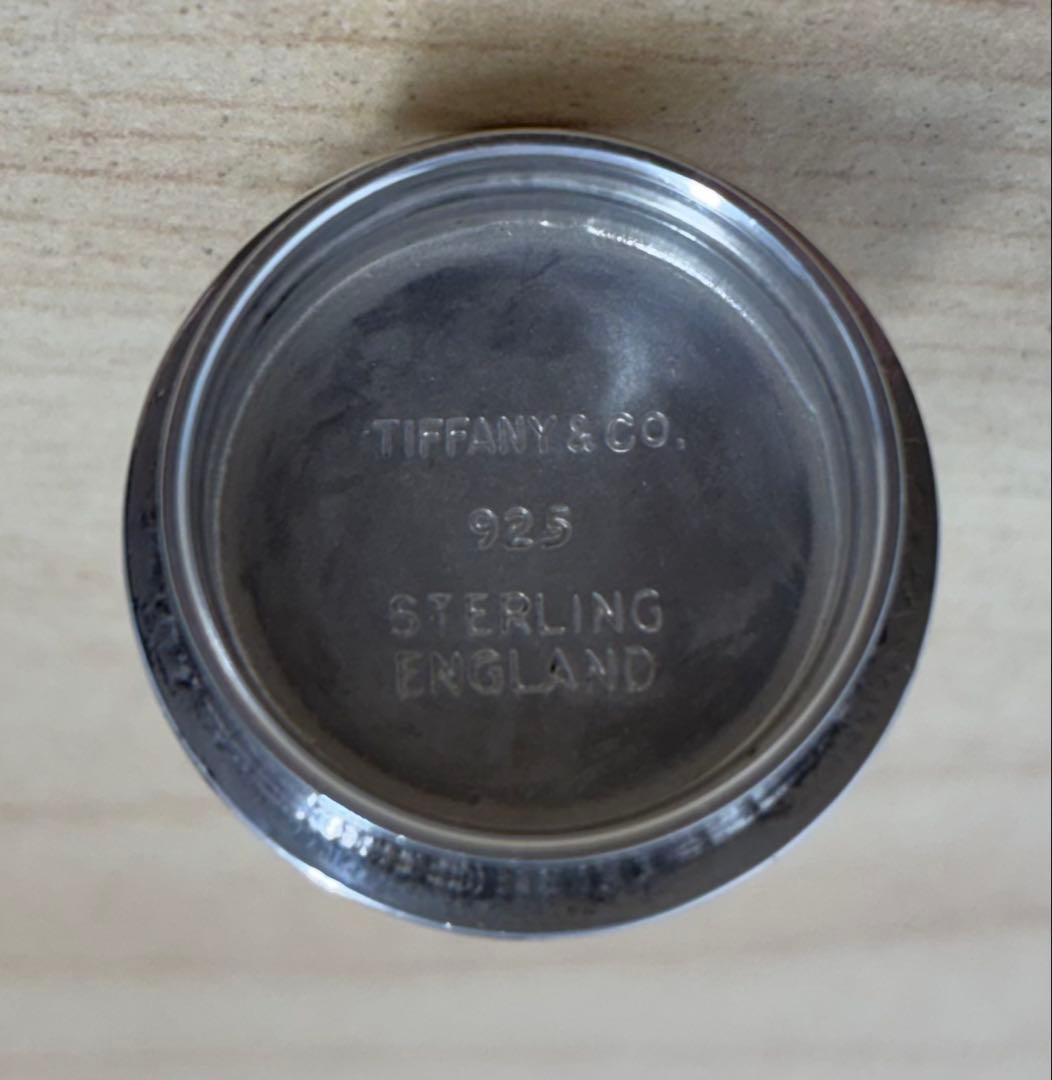 TIFFANY & CO.
925
STERLING
ENGLAND